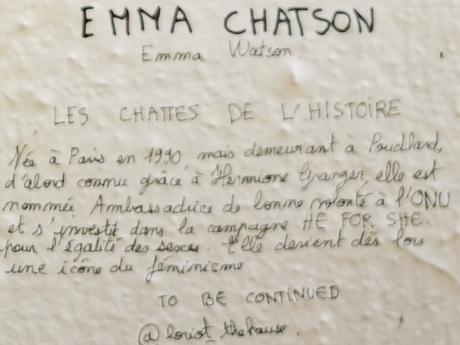 EMMA CHATSON
Emma Watson
LES CHATTES DE L'HISTOIRE
Née à Paris en 1990 mais demeurant à Poudlard,
d'abord connu grâce à Hermione Granger, elle est
nommée Ambassadrice de bonne volonté à l'ONU
et s'investit dans la campagne HE FOR SHE.
pour l'égalité des sexes. Elle devient dès lors
une icône du féminisme
TO BE CONTINUED
@loriot_thehause.